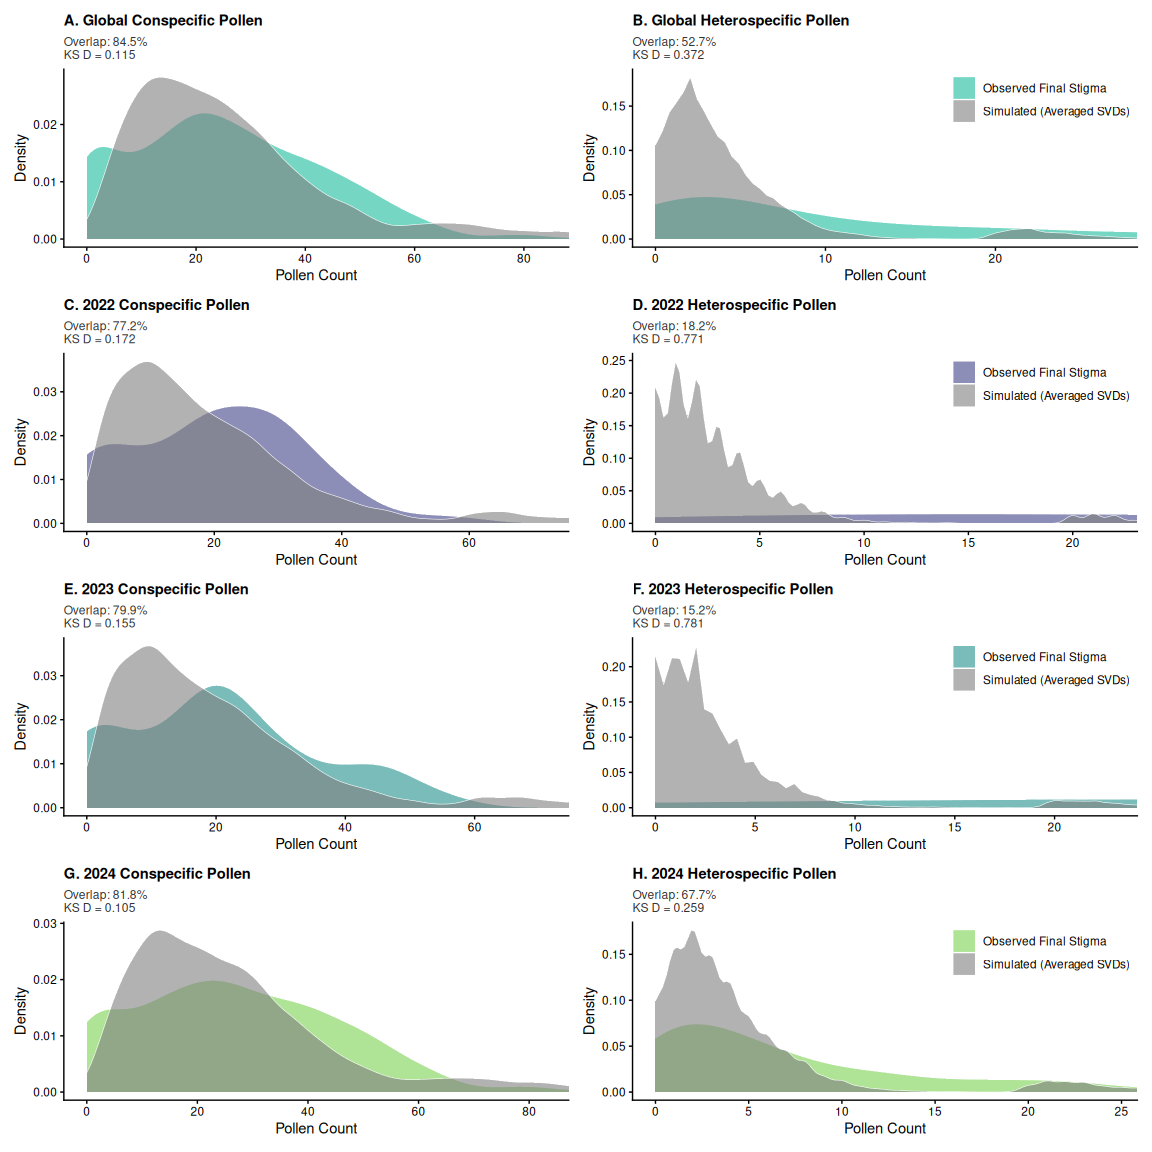 A. Global Conspecific Pollen
Overlap: 84.5%
KS D = 0.115
Density
0.02
0.01
0.00
0 20 40 60 80
Pollen Count
B. Global Heterospecific Pollen
Overlap: 52.7%
KS D = 0.372
Observed Final Stigma
Simulated (Averaged SVDs)
Density
0.15
0.10
0.05
0.00
0 10 20
Pollen Count
C. 2022 Conspecific Pollen
Overlap: 77.2%
KS D = 0.172
Density
0.03
0.02
0.01
0.00
0 20 40 60
Pollen Count
D. 2022 Heterospecific Pollen
Overlap: 18.2%
KS D = 0.771
Observed Final Stigma
Simulated (Averaged SVDs)
Density
0.25
0.20
0.15
0.10
0.05
0.00
0 5 10 15 20
Pollen Count
E. 2023 Conspecific Pollen
Overlap: 79.9%
KS D = 0.155
Density
0.03
0.02
0.01
0.00
0 20 40 60
Pollen Count
F. 2023 Heterospecific Pollen
Overlap: 15.2%
KS D = 0.781
Observed Final Stigma
Simulated (Averaged SVDs)
Density
0.20
0.15
0.10
0.05
0.00
0 5 10 15 20
Pollen Count
G. 2024 Conspecific Pollen
Overlap: 81.8%
KS D = 0.105
Density
0.03
0.02
0.01
0.00
0 20 40 60 80
Pollen Count
H. 2024 Heterospecific Pollen
Overlap: 67.7%
KS D = 0.259
Observed Final Stigma
Simulated (Averaged SVDs)
Density
0.15
0.10
0.05
0.00
0 5 10 15 20 25
Pollen Count